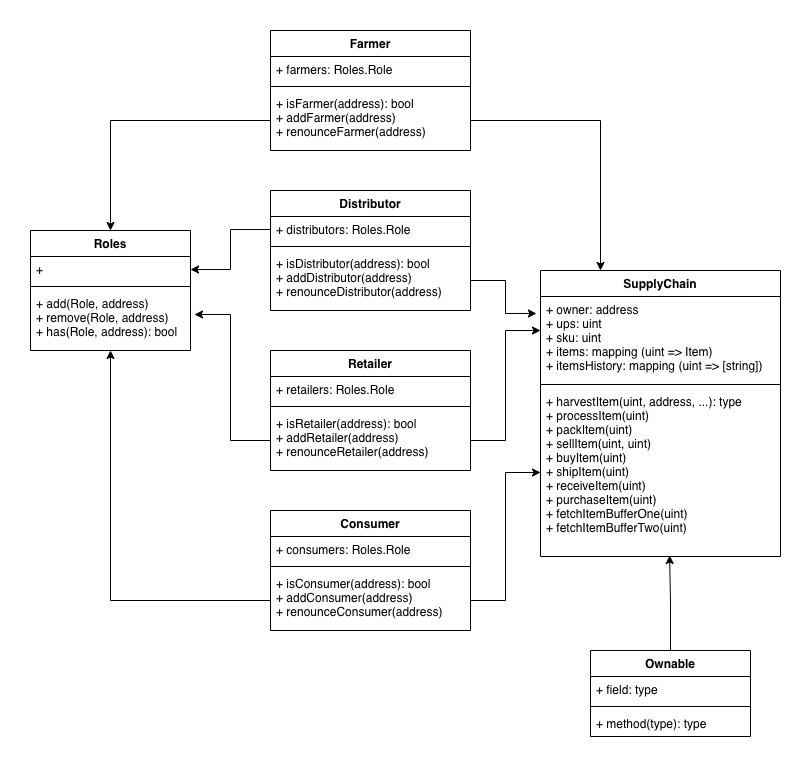 Farmer
+ farmers: Roles.Role
+ isFarmer(address): bool
+ addFarmer(address)
+ renounceFarmer(address)
Distributor
+ distributors: Roles.Role
+ isDistributor(address): bool
+ addDistributor(address)
+ renounceDistributor(address)
Roles
+
+ add(Role, address)
+ remove(Role, address)
+ has(Role, address): bool
SupplyChain
+ owner: address
+ ups: uint
+ sku: uint
+ items: mapping (uint => Item)
+ itemsHistory: mapping (uint => [string])
+ harvestItem(uint, address, ...): type
+ processItem(uint)
+ packItem(uint)
+ sellItem(uint, uint)
+ buyItem(uint)
+ shipItem(uint)
+ receiveItem(uint)
+ purchaseItem(uint)
+ fetchItemBufferOne(uint)
+ fetchItemBufferTwo(uint)
Retailer
+ retailers: Roles.Role
+ isRetailer(address): bool
+ addRetailer(address)
+ renounceRetailer(address)
Consumer
+ consumers: Roles.Role
+ isConsumer(address): bool
+ addConsumer(address)
+ renounceConsumer(address)
Ownable
+ field: type
+ method(type): type